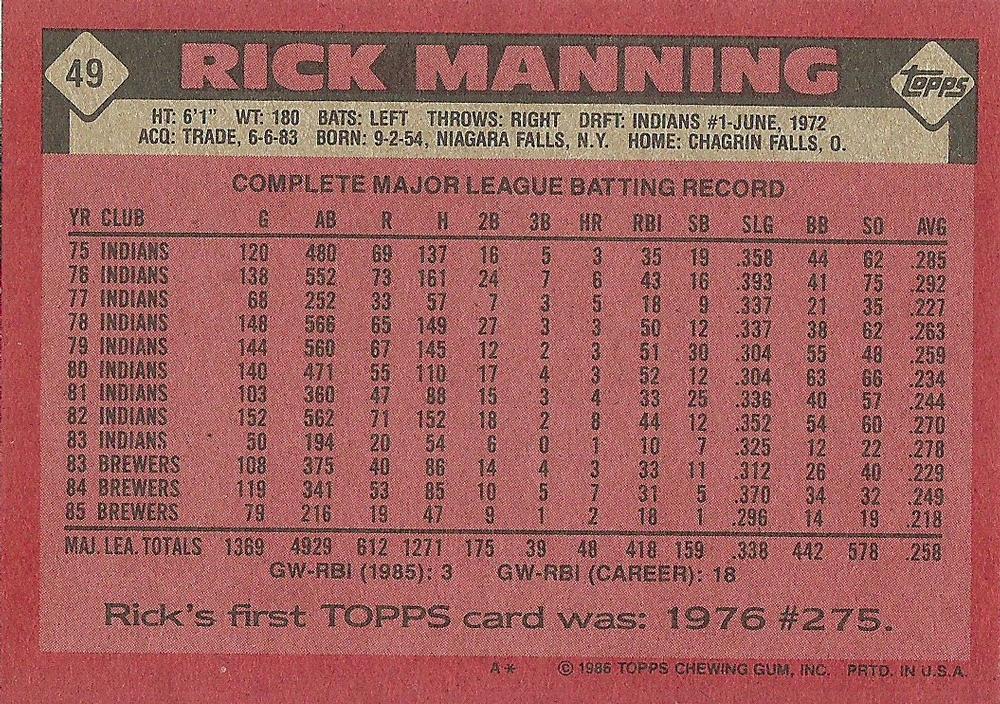 49 RICK MANNING TOPPS
HT: 6'1" WT: 180 BATS: LEFT THROWS: RIGHT DRFT: INDIANS #1-JUNE, 1972
ACQ: TRADE, 6-6-83 BORN: 9-2-54, NIAGARA FALLS, N.Y. HOME: CHAGRIN FALLS, O.
COMPLETE MAJOR LEAGUE BATTING RECORD
YR CLUB G AB R H 2B 3B HR RBI SB SLG BB SO AVG
75 INDIANS 120 480 69 137 16 5 3 35 19 .358 44 62 .285
76 INDIANS 138 552 73 161 24 7 6 43 16 .393 41 75 .292
77 INDIANS 68 252 33 57 7 3 5 18 9 .337 21 35 .227
78 INDIANS 148 566 65 149 27 3 3 50 12 .337 38 62 .263
79 INDIANS 144 560 67 145 12 2 3 51 30 .304 55 48 .259
80 INDIANS 140 471 55 110 17 4 3 52 12 .304 63 66 .234
81 INDIANS 103 360 47 88 15 3 4 33 25 .336 40 57 .244
82 INDIANS 152 562 71 152 18 2 8 44 12 .352 54 60 .270
83 INDIANS 50 194 20 54 6 0 1 10 7 .325 12 22 .278
83 BREWERS 108 375 40 86 14 4 3 33 11 .312 26 40 .229
84 BREWERS 119 341 53 85 10 5 7 31 5 .370 34 32 .249
85 BREWERS 79 216 19 47 9 1 2 18 1 .296 14 19 .218
MAJ. LEA. TOTALS 1369 4929 612 1271 175 39 48 418 159 .338 442 578 .258
GW-RBI (1985): 3 GW-RBI (CAREER): 18
Rick's first TOPPS card was: 1976 #275.
A* © 1986 TOPPS CHEWING GUM, INC. PRTD. IN U.S.A.